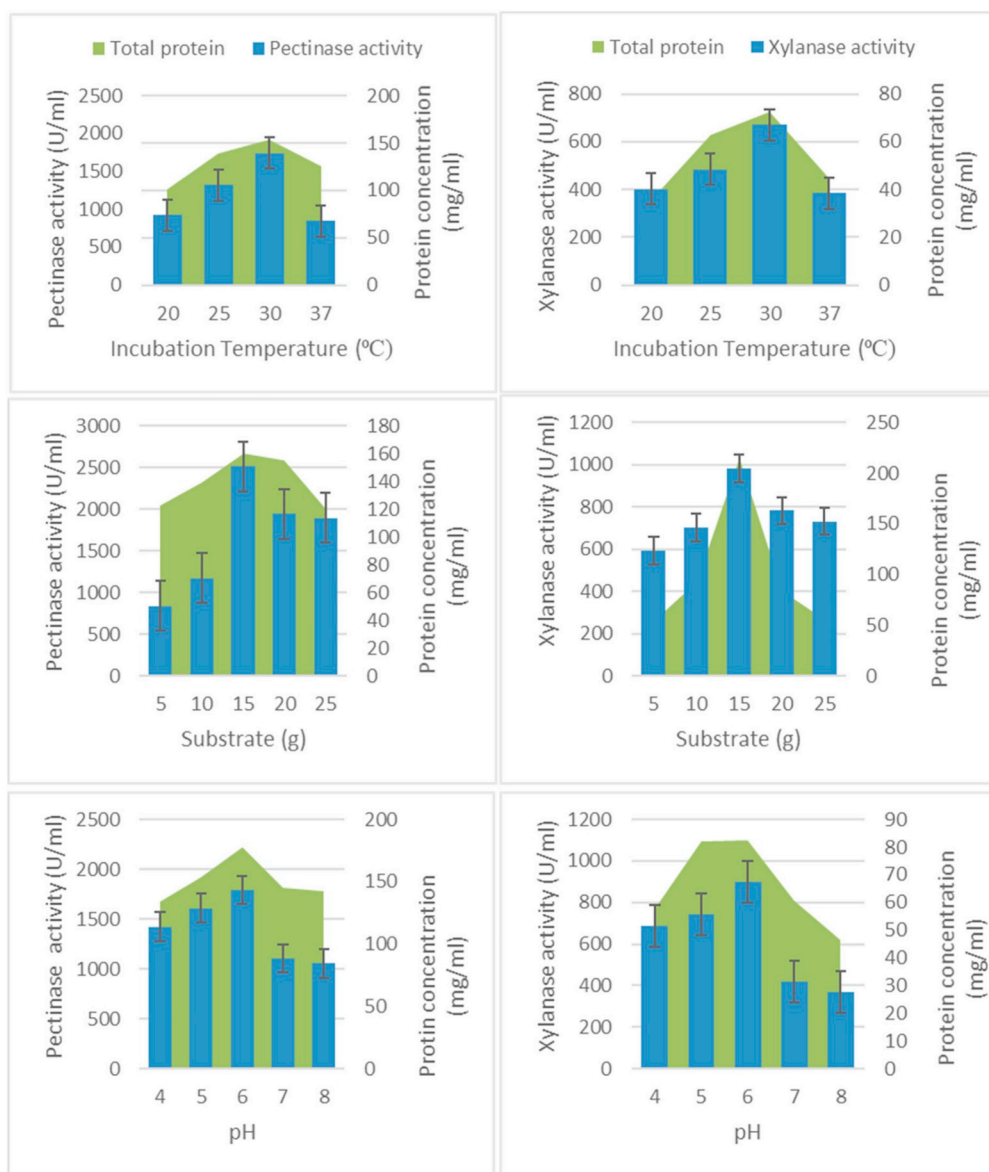 Total protein Pectinase activity
Pectinase activity (U/ml)
2500
2000
1500
1000
500
0
200
150
100
50
0
Protein concentration
(mg/ml)
20 25 30 37
Incubation Temperature (ºC)
Total protein Xylanase activity
Xylanase activity (U/ml)
800
600
400
200
0
80
60
40
20
0
Protein concentration
(mg/ml)
20 25 30 37
Incubation Temperature (ºC)
Pectinase activity (U/ml)
3000
2500
2000
1500
1000
500
0
180
160
140
120
100
80
60
40
20
0
Protein concentration
(mg/ml)
5 10 15 20 25
Substrate (g)
Xylanase activity (U/ml)
1200
1000
800
600
400
200
0
250
200
150
100
50
0
Protein concentration
(mg/ml)
5 10 15 20 25
Substrate (g)
Pectinase activity (U/ml)
2500
2000
1500
1000
500
0
200
150
100
50
0
Protin concentration
(mg/ml)
4 5 6 7 8
pH
Xylanase activity (U/ml)
1200
1000
800
600
400
200
0
90
80
70
60
50
40
30
20
10
0
Protein concentration
(mg/ml)
4 5 6 7 8
pH